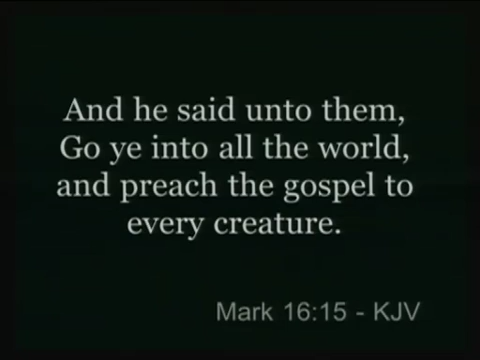 And he said unto them,
Go ye into all the world,
and preach the gospel to
every creature.
Mark 16:15 - KJV